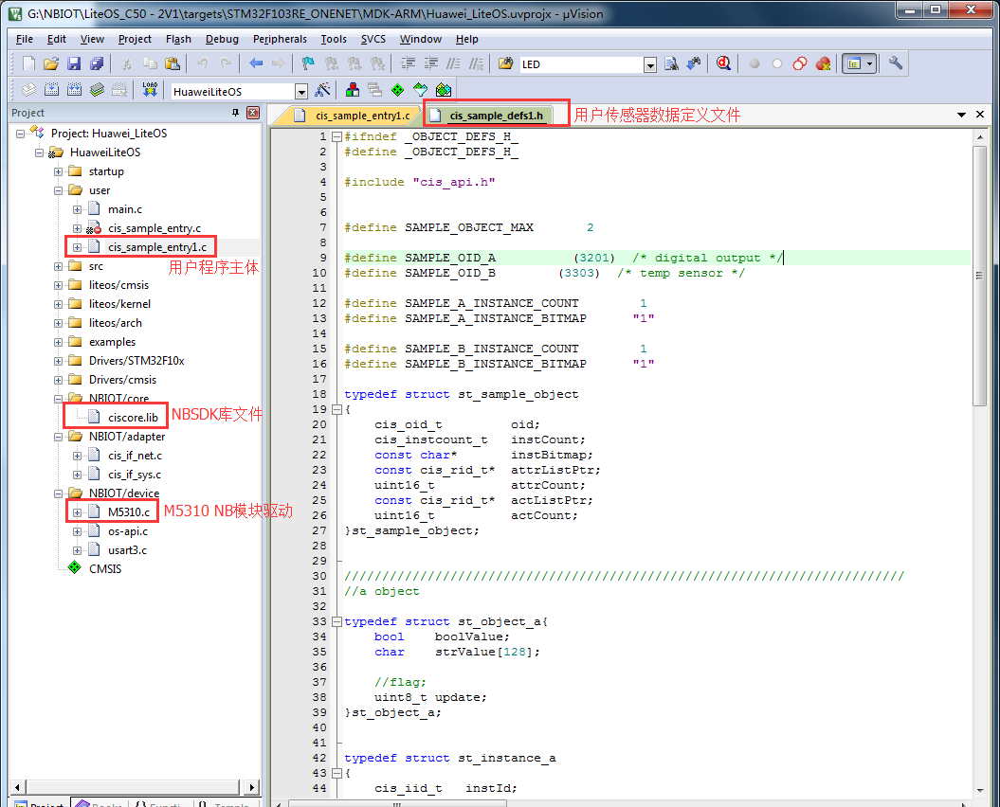 G:\NBIOT\LiteOS_C50 - 2V1\targets\STM32F103RE_ONENET\MDK-ARM\Huawei_LiteOS.uvprojx - µVision
File Edit View Project Flash Debug Peripherals Tools SVCS Window Help
LED
LOAD
HuaweiLiteOS
Project
Project: Huawei_LiteOS
HuaweiLiteOS
startup
user
main.c
cis_sample_entry.c
cis_sample_entry1.c
用户程序主体
src
liteos/cmsis
liteos/kernel
liteos/arch
examples
Drivers/STM32F10x
Drivers/cmsis
NBIOT/core
ciscore.lib
NBSDK库文件
NBIOT/adapter
cis_if_net.c
cis_if_sys.c
NBIOT/device
M5310.c
M5310 NB模块驱动
os-api.c
usart3.c
CMSIS
cis_sample_entry1.c
cis_sample_defs1.h
用户传感器数据定义文件
1 #ifndef _OBJECT_DEFS_H_
2 #define _OBJECT_DEFS_H_
3
4 #include "cis_api.h"
5
6
7 #define SAMPLE_OBJECT_MAX 2
8
9 #define SAMPLE_OID_A (3201) /* digital output */
10 #define SAMPLE_OID_B (3303) /* temp sensor */
11
12 #define SAMPLE_A_INSTANCE_COUNT 1
13 #define SAMPLE_A_INSTANCE_BITMAP "1"
14
15 #define SAMPLE_B_INSTANCE_COUNT 1
16 #define SAMPLE_B_INSTANCE_BITMAP "1"
17
18 typedef struct st_sample_object
19 {
20 cis_oid_t oid;
21 cis_instcount_t instCount;
22 const char* instBitmap;
23 const cis_rid_t* attrListPtr;
24 uint16_t attrCount;
25 const cis_rid_t* actListPtr;
26 uint16_t actCount;
27 }st_sample_object;
28
29
30 //////////////////////////////////////////////////////////////////////////
31 //a object
32
33 typedef struct st_object_a{
34 bool boolValue;
35 char strValue[128];
36
37 //flag;
38 uint8_t update;
39 }st_object_a;
40
41
42 typedef struct st_instance_a
43 {
44 cis_iid_t instId;